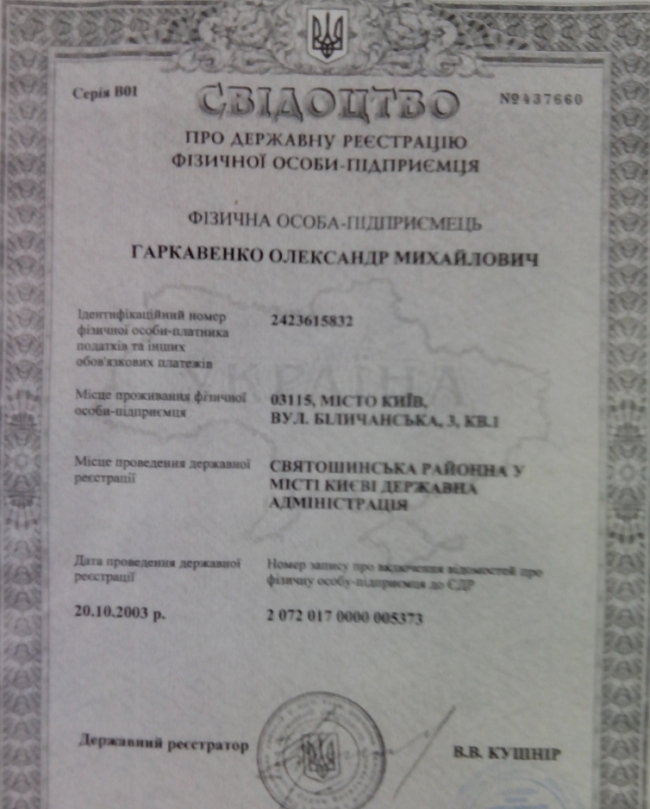 Серія В01
СВІДОЦТВО
№437660
ПРО ДЕРЖАВНУ РЕЄСТРАЦІЮ
ФІЗИЧНОЇ ОСОБИ-ПІДПРИЄМЦЯ
ФІЗИЧНА ОСОБА-ПІДПРИЄМЕЦЬ
ГАРКАВЕНКО ОЛЕКСАНДР МИХАЙЛОВИЧ
Ідентифікаційний номер
фізичної особи-платника
податків та інших
обов'язкових платежів
2423615832
УКРАЇНА
Місце проживання фізичної
особи-підприємця
03115, МІСТО КИЇВ,
ВУЛ. БІЛИЧАНСЬКА, 3, КВ.1
Місце проведення державної
реєстрації
СВЯТОШИНСЬКА РАЙОННА У
МІСТІ КИЄВІ ДЕРЖАВНА
АДМІНІСТРАЦІЯ
Дата проведення державної
реєстрації
Номер запису про включення відомостей про
фізичну особу-підприємця до ЄДР
20.10.2003 р.
2 072 017 0000 005373
Державний реєстратор
В.В. КУШНІР